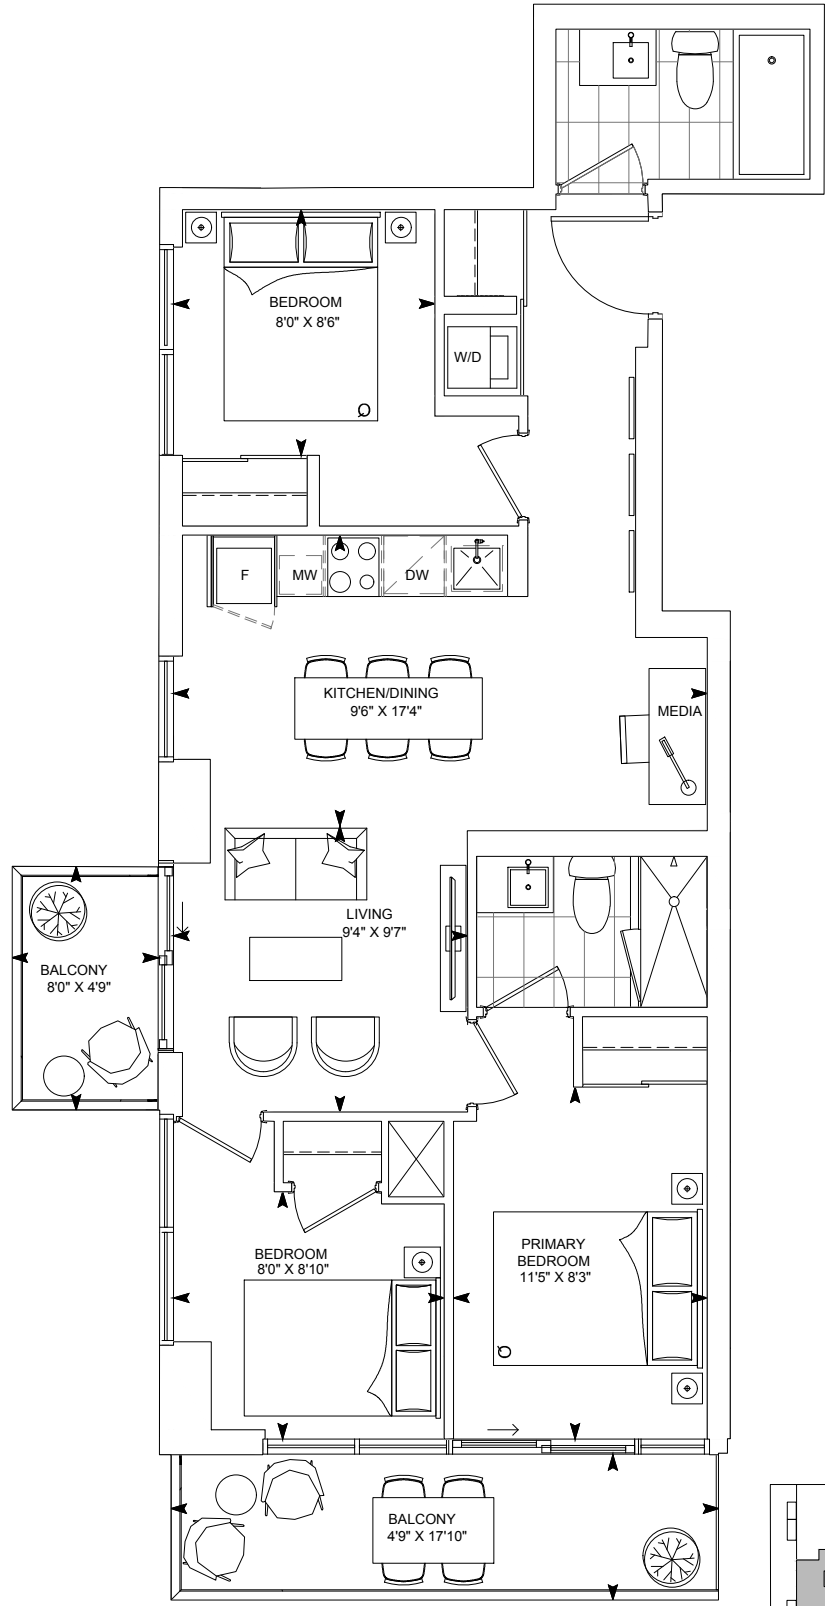 BEDROOM
8'0" X 8'6"
W/D
F
MW
DW
KITCHEN/DINING
9'6" X 17'4"
MEDIA
LIVING
9'4" X 9'7"
BALCONY
8'0" X 4'9"
BEDROOM
8'0" X 8'10"
PRIMARY
BEDROOM
11'5" X 8'3"
BALCONY
4'9" X 17'10"